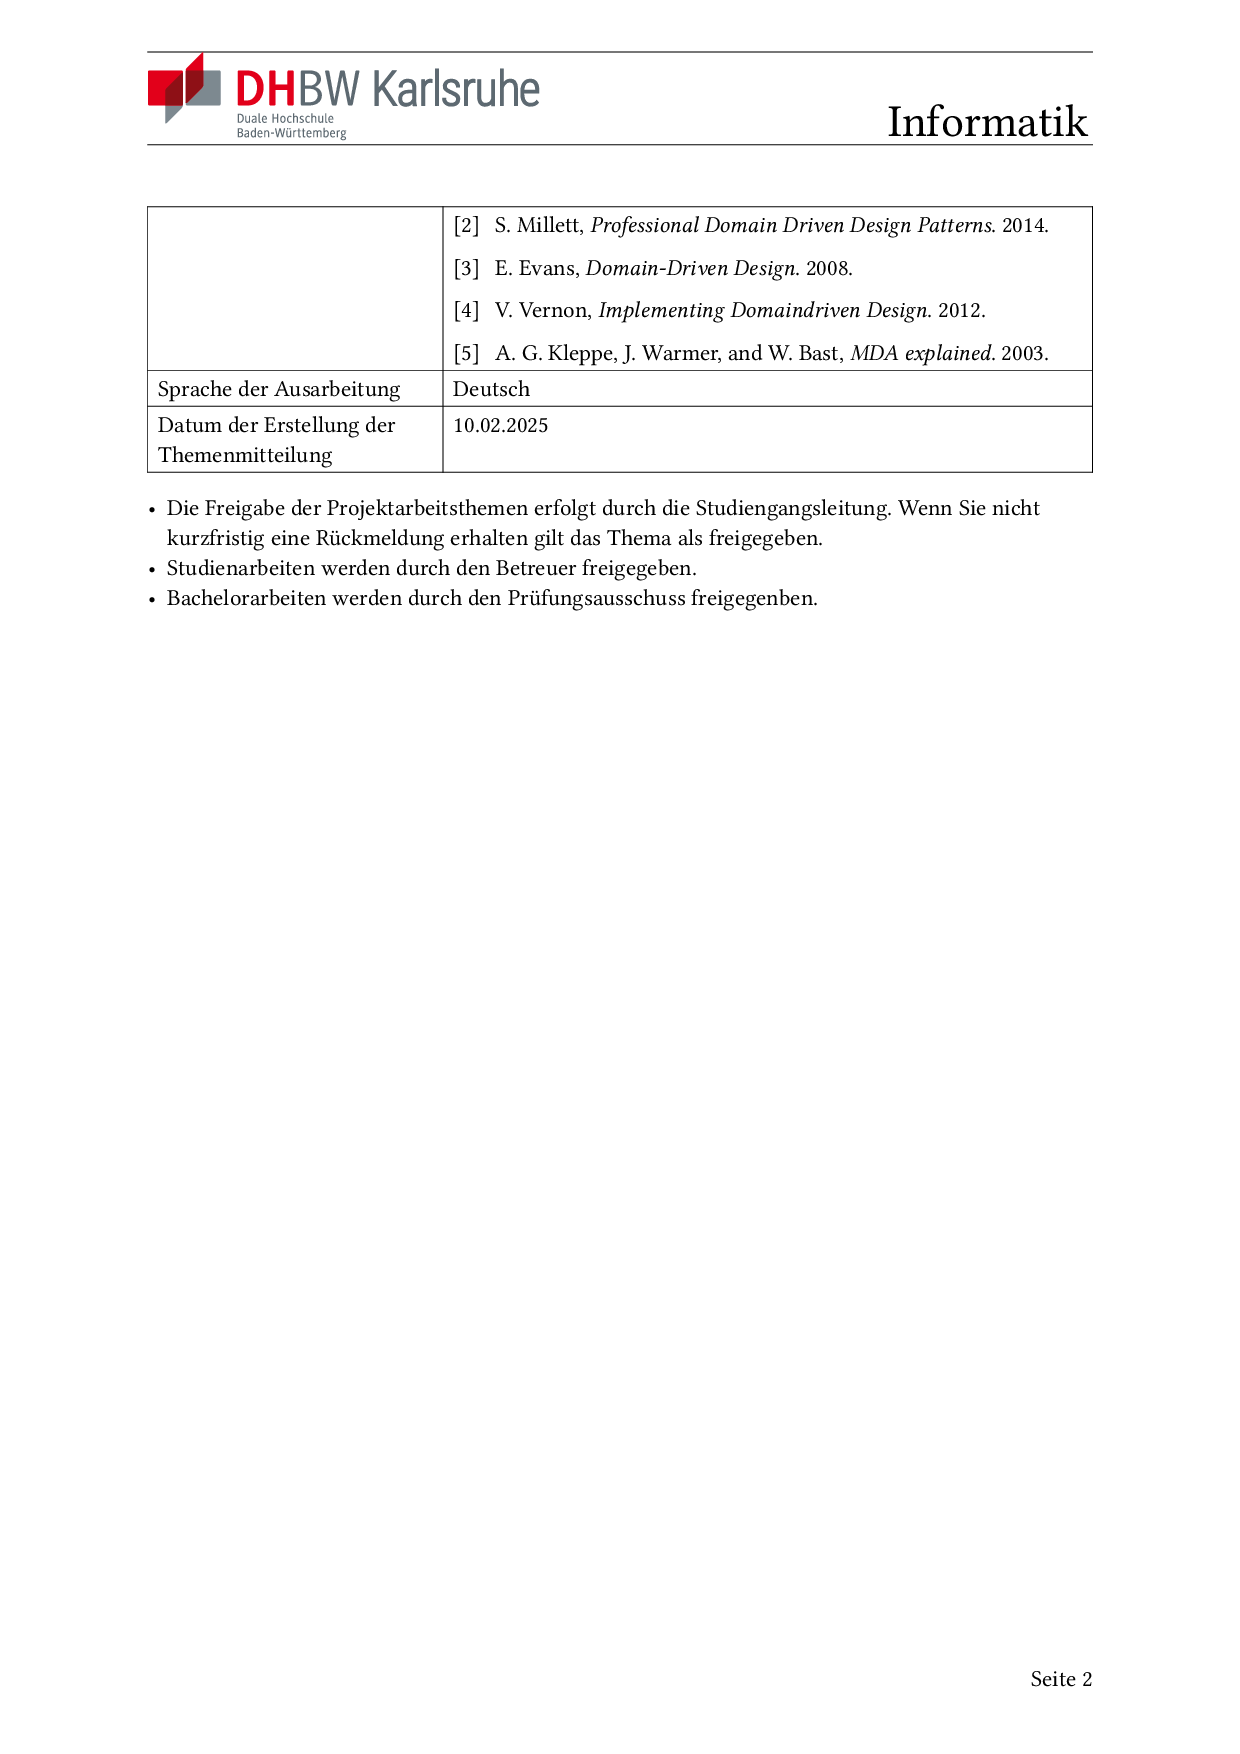 DHBW Karlsruhe
Duale Hochschule
Baden-Württemberg
Informatik
[2] S. Millett, Professional Domain Driven Design Patterns. 2014.
[3] E. Evans, Domain-Driven Design. 2008.
[4] V. Vernon, Implementing Domaindriven Design. 2012.
[5] A. G. Kleppe, J. Warmer, and W. Bast, MDA explained. 2003.
Sprache der Ausarbeitung Deutsch
Datum der Erstellung der 10.02.2025
Themenmitteilung
• Die Freigabe der Projektarbeitsthemen erfolgt durch die Studiengangsleitung. Wenn Sie nicht
kurzfristig eine Rückmeldung erhalten gilt das Thema als freigegeben.
• Studienarbeiten werden durch den Betreuer freigegeben.
• Bachelorarbeiten werden durch den Prüfungsausschuss freigegenben.
Seite 2